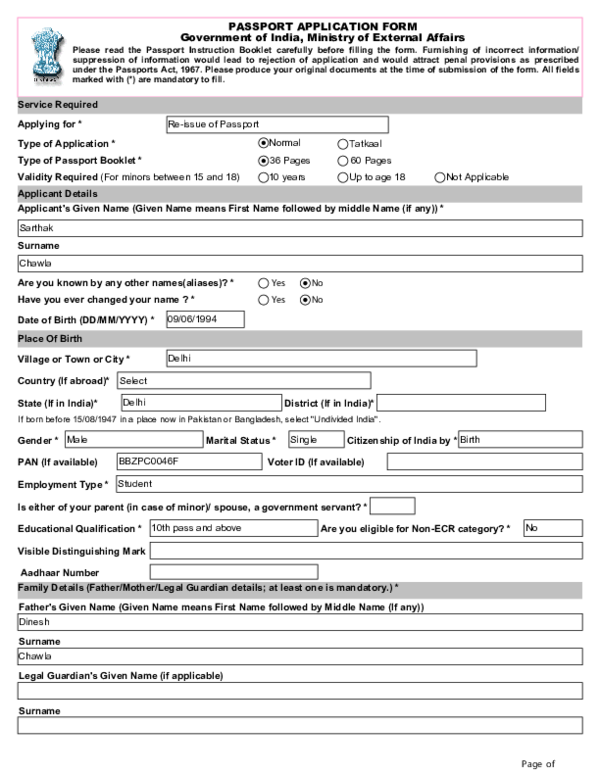 PASSPORT APPLICATION FORM
Government of India, Ministry of External Affairs
Please read the Passport Instruction Booklet carefully before filling the form. Furnishing of incorrect information/
suppression of information would lead to rejection of application and would attract penal provisions as prescribed
under the Passports Act, 1967. Please produce your original documents at the time of submission of the form. All fields
marked with (*) are mandatory to fill.
Service Required
Applying for * Re-issue of Passport
Type of Application * Normal Tatkaal
Type of Passport Booklet * 36 Pages 60 Pages
Validity Required (For minors between 15 and 18) 10 years Up to age 18 Not Applicable
Applicant Details
Applicant's Given Name (Given Name means First Name followed by middle Name (if any)) *
Sarthak
Surname
Chawla
Are you known by any other names(aliases)? * Yes No
Have you ever changed your name ? * Yes No
Date of Birth (DD/MM/YYYY) * 09/06/1994
Place Of Birth
Village or Town or City * Delhi
Country (If abroad)* Select
State (If in India)* Delhi District (If in India)*
If born before 15/08/1947 in a place now in Pakistan or Bangladesh, select "Undivided India".
Gender * Male Marital Status * Single Citizenship of India by * Birth
PAN (If available) BBZPC0046F Voter ID (If available)
Employment Type * Student
Is either of your parent (in case of minor)/ spouse, a government servant? *
Educational Qualification * 10th pass and above Are you eligible for Non-ECR category? * No
Visible Distinguishing Mark
Aadhaar Number
Family Details (Father/Mother/Legal Guardian details; at least one is mandatory.) *
Father's Given Name (Given Name means First Name followed by Middle Name (If any))
Dinesh
Surname
Chawla
Legal Guardian's Given Name (if applicable)
Surname
Page of